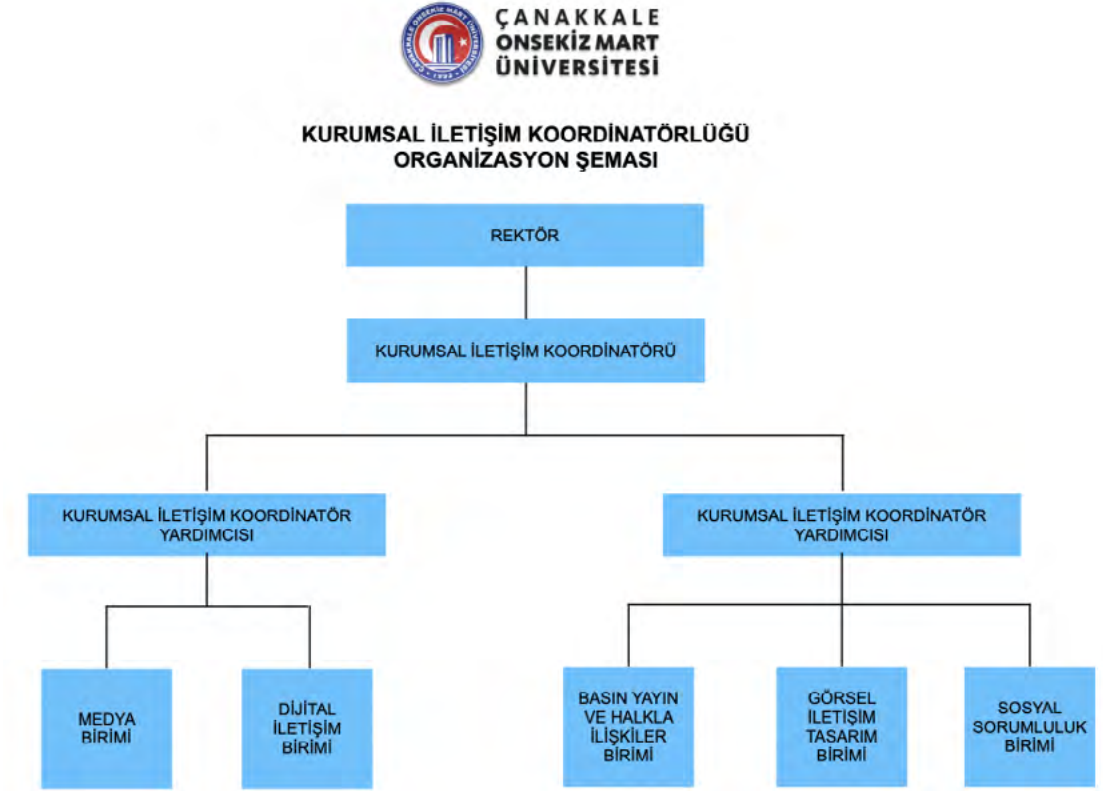 ÇANAKKALE
ONSEKİZ MART
ÜNİVERSİTESİ
KURUMSAL İLETİŞİM KOORDİNATÖRLÜĞÜ
ORGANİZASYON ŞEMASI
REKTÖR
KURUMSAL İLETİŞİM KOORDİNATÖRÜ
KURUMSAL İLETİŞİM KOORDİNATÖR
YARDIMCISI
KURUMSAL İLETİŞİM KOORDİNATÖR
YARDIMCISI
MEDYA
BİRİMİ
DİJİTAL
İLETİŞİM
BİRİMİ
BASIN YAYIN
VE HALKLA
İLİŞKİLER
BİRİMİ
GÖRSEL
İLETİŞİM
TASARIM
BİRİMİ
SOSYAL
SORUMLULUK
BİRİMİ